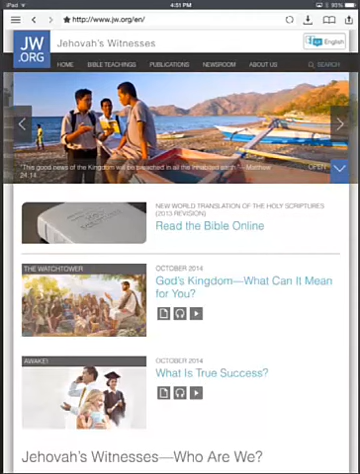 iPad
4:51 PM
95%
http://www.jw.org/en/
JW
.ORG
Jehovah's Witnesses
English
HOME BIBLE TEACHINGS PUBLICATIONS NEWSROOM ABOUT US SEARCH
"This good news of the Kingdom will be preached in all the inhabited earth."—Matthew
24:14
OPEN
NEW WORLD TRANSLATION OF THE HOLY SCRIPTURES
(2013 REVISION)
Read the Bible Online
THE WATCHTOWER
OCTOBER 2014
God's Kingdom—What Can It Mean
for You?
AWAKE!
OCTOBER 2014
What Is True Success?
Jehovah's Witnesses—Who Are We?